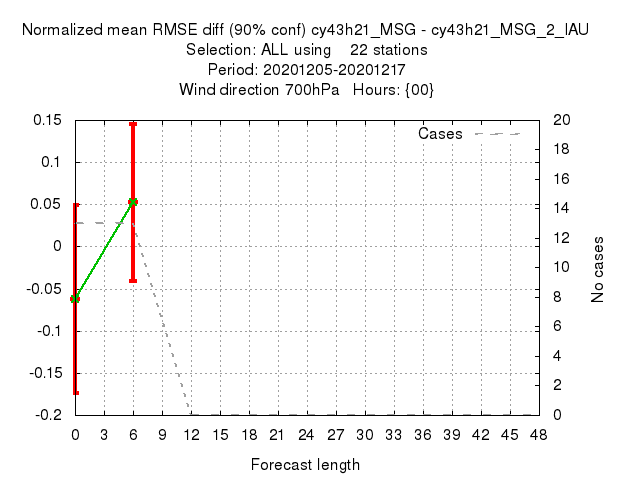 Normalized mean RMSE diff (90% conf) cy43h21_MSG - cy43h21_MSG_2_IAU
Selection: ALL using 22 stations
Period: 20201205-20201217
Wind direction 700hPa Hours: {00}
0.15
0.1
0.05
0
-0.05
-0.1
-0.15
-0.2
Cases
20
18
16
14
12
10
8
6
4
2
0
No cases
0 3 6 9 12 15 18 21 24 27 30 33 36 39 42 45 48
Forecast length